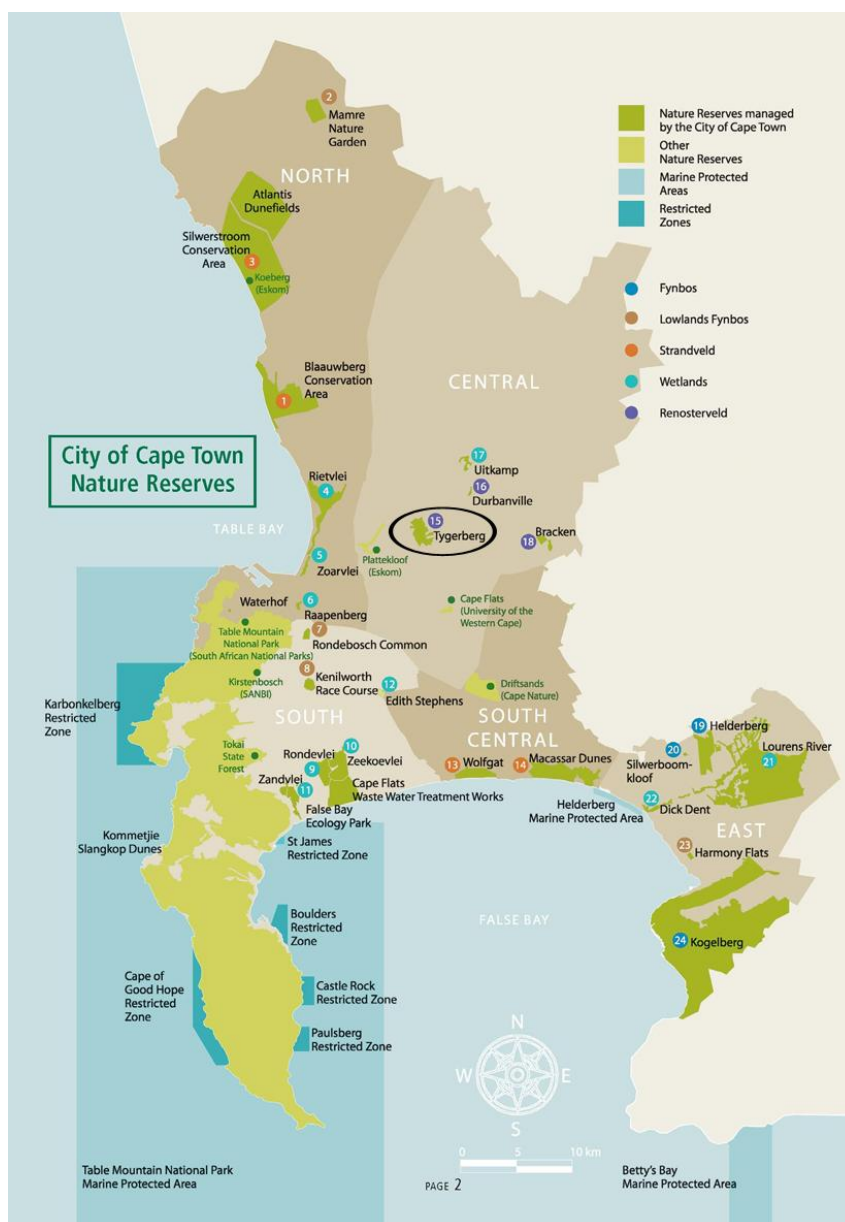 2
Mamre
Nature
Garden
NORTH
Atlantis
Dunefields
Silwerstroom
Conservation
Area
3
Koeberg
(Eskom)
Blaauwberg
Conservation
Area
1
Nature Reserves managed
by the City of Cape Town
Other
Nature Reserves
Marine Protected
Areas
Restricted
Zones
Fynbos
Lowlands Fynbos
Strandveld
Wetlands
Renosterveld
CENTRAL
City of Cape Town
Nature Reserves
17
Uitkamp
16
Durbanville
Rietvlei
4
15
Tygerberg
Bracken
18
TABLE BAY
5
Zoarvlei
Plattekloof
(Eskom)
Waterhof
6
Raapenberg
Cape Flats
(University of the
Western Cape)
Table Mountain
National Park
(South African National Parks)
7
Rondebosch Common
8
Kenilworth
Race Course
Kirstenbosch
(SANBI)
12
Edith Stephens
Driftsands
(Cape Nature)
Karbonkelberg
Restricted
Zone
SOUTH
SOUTH
CENTRAL
19
Helderberg
20
Silwerboom-
kloof
Lourens River
21
Tokai
State
Forest
Rondevlei
10
Zeekoevlei
9
Zandvlei
11
Cape Flats
Waste Water Treatment Works
False Bay
Ecology Park
13
Wolfgat
14
Macassar Dunes
Helderberg
Marine Protected Area
22
Dick Dent
EAST
23
Harmony Flats
Kommetjie
Slangkop Dunes
St James
Restricted Zone
Boulders
Restricted
Zone
FALSE BAY
24
Kogelberg
Cape of
Good Hope
Restricted
Zone
Castle Rock
Restricted Zone
Paulsberg
Restricted Zone
N
W
E
S
0 5 10 km
Table Mountain National Park
Marine Protected Area
PAGE 2
Betty's Bay
Marine Protected Area